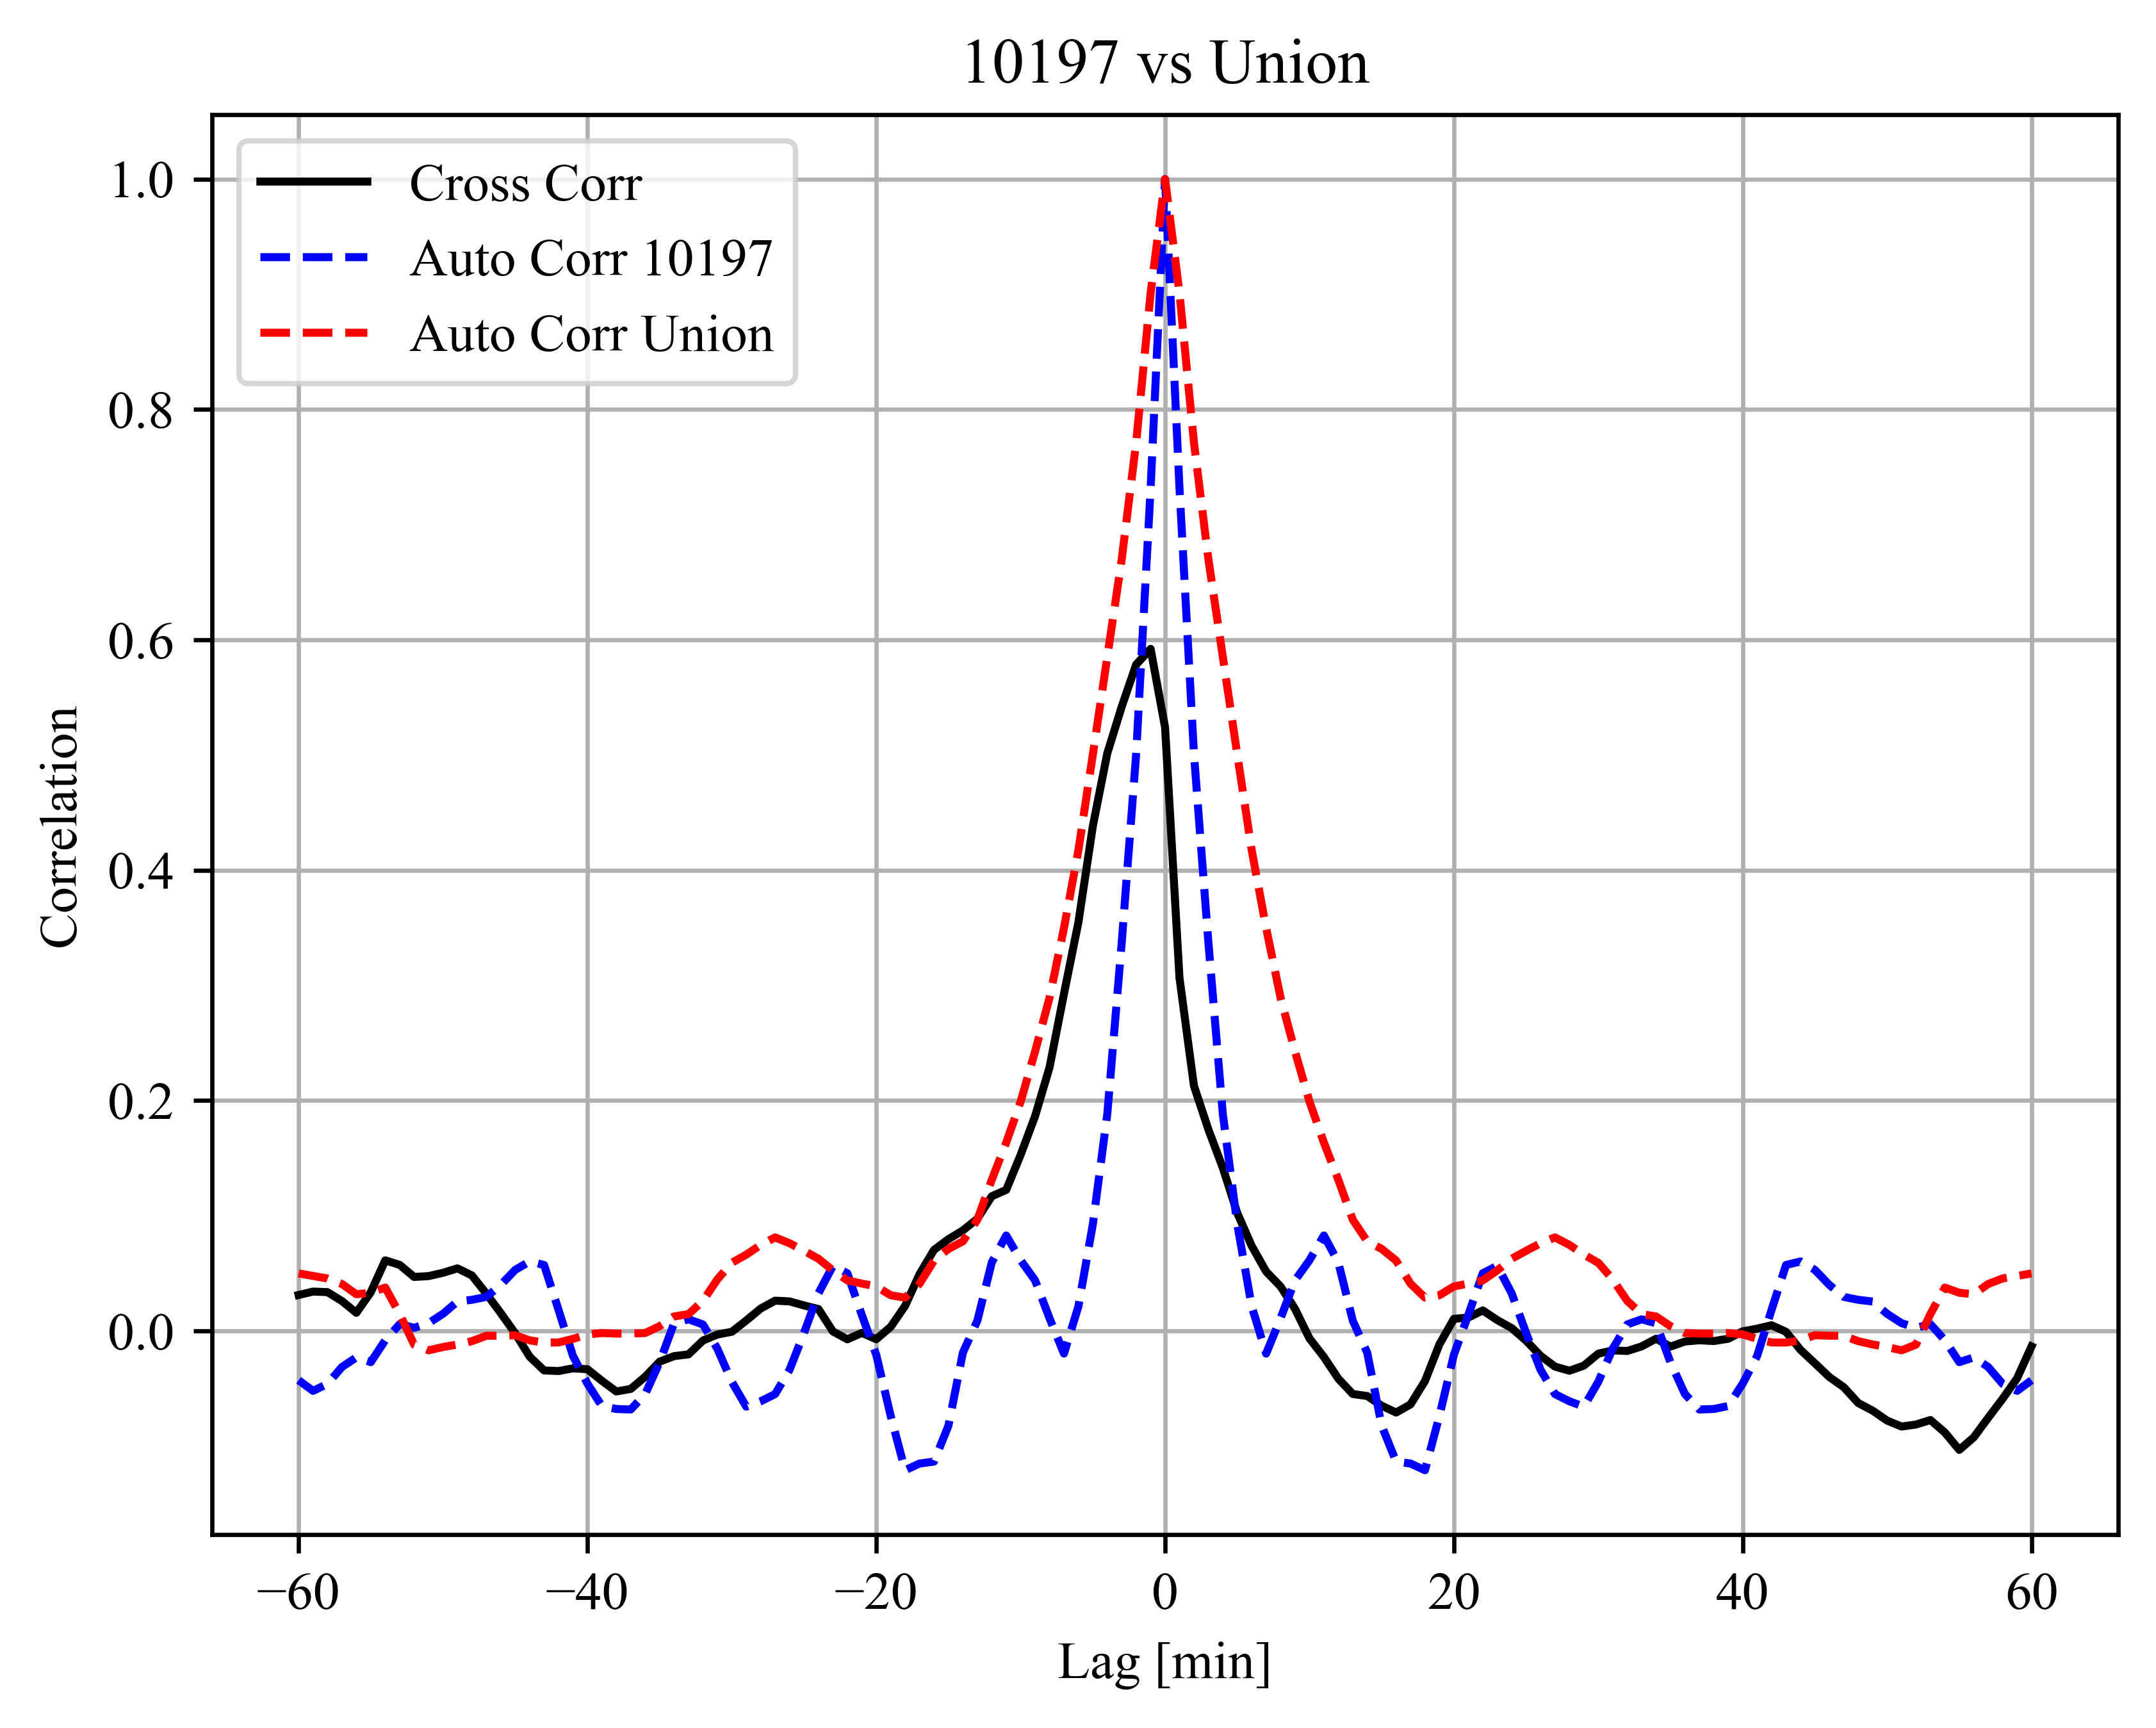 10197 vs Union
Cross Corr
Auto Corr 10197
Auto Corr Union
1.0
0.8
0.6
0.4
0.2
0.0
Correlation
−60 −40 −20 0 20 40 60
Lag [min]